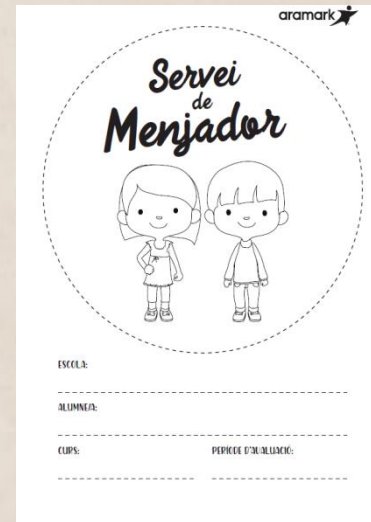 aramark
Servei
de
Menjador
ESCOLA:
ALUMNE/A:
CURS: PERÍODE D'AVALUACIÓ: